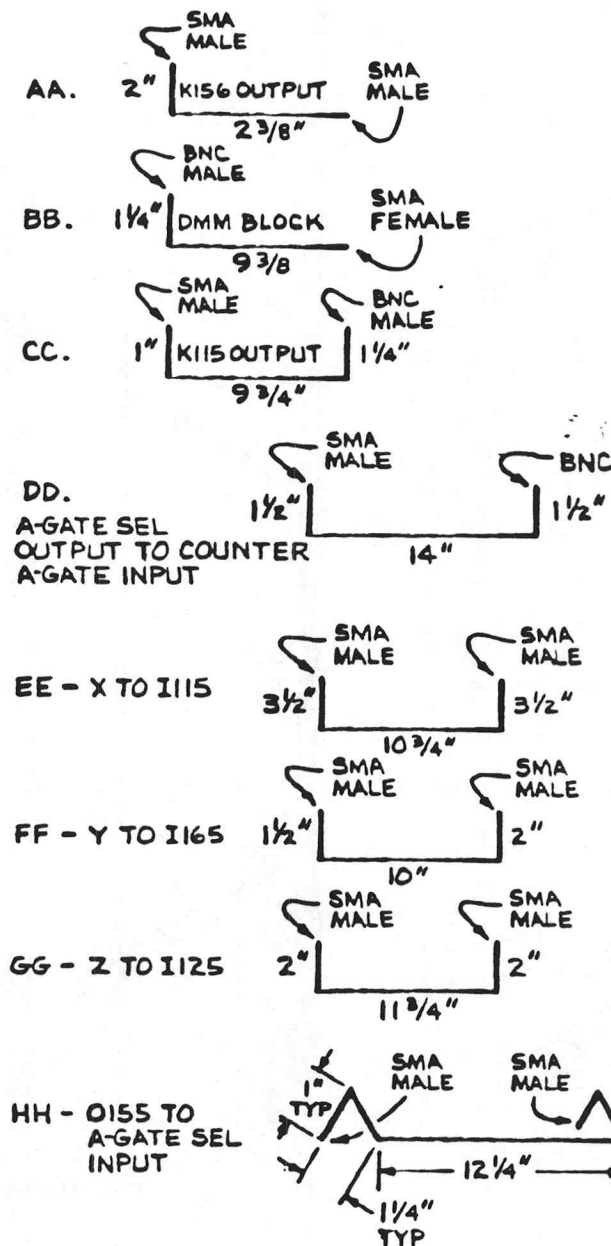 SMA
MALE
AA. 2" K156 OUTPUT SMA
MALE
2 3/8"
BNC
MALE
BB. 1 1/4" DMM BLOCK SMA
FEMALE
9 3/8
SMA
MALE
BNC
MALE
CC. 1" K115 OUTPUT 1 1/4"
9 3/4"
SMA
MALE
BNC
DD. 1 1/2" 1 1/2"
A-GATE SEL
OUTPUT TO COUNTER
A-GATE INPUT
14"
SMA
MALE
SMA
MALE
EE - X TO I115 3 1/2" 3 1/2"
10 3/4"
SMA
MALE
SMA
MALE
FF - Y TO I165 1 1/2" 2"
10"
SMA
MALE
SMA
MALE
GG - Z TO I125 2" 2"
11 3/4"
1"
TYP
SMA
MALE
SMA
MALE
HH - O155 TO
A-GATE SEL
INPUT
12 1/4"
1 1/4"
TYP